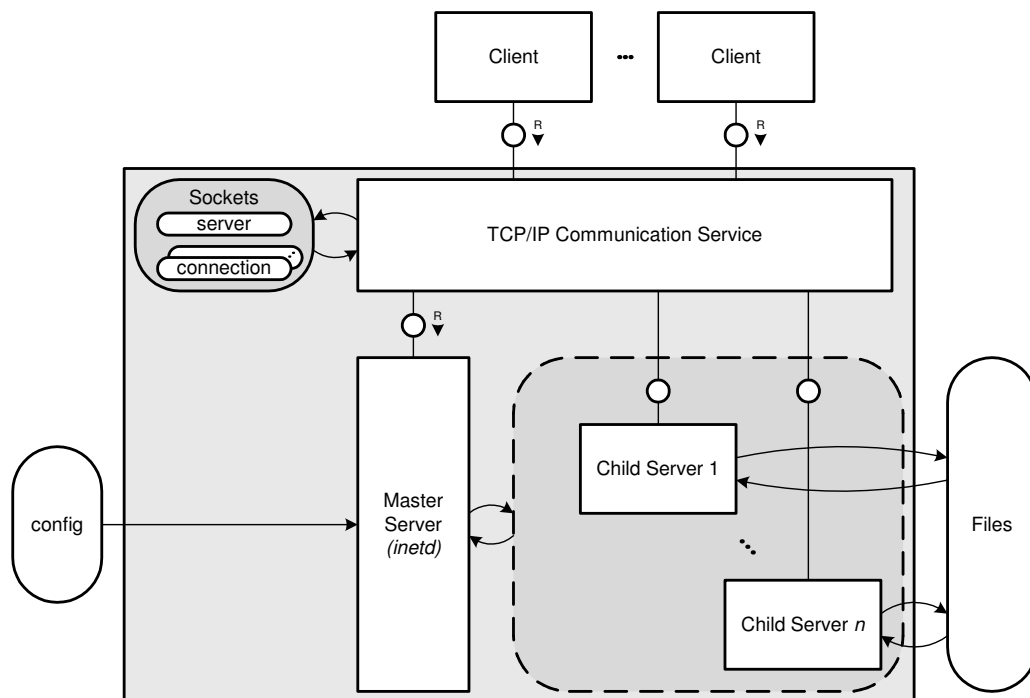 Client
...
Client
R
R
Sockets
server
connection
TCP/IP Communication Service
R
Child Server 1
config
Master
Server
(inetd)
Files
Child Server n